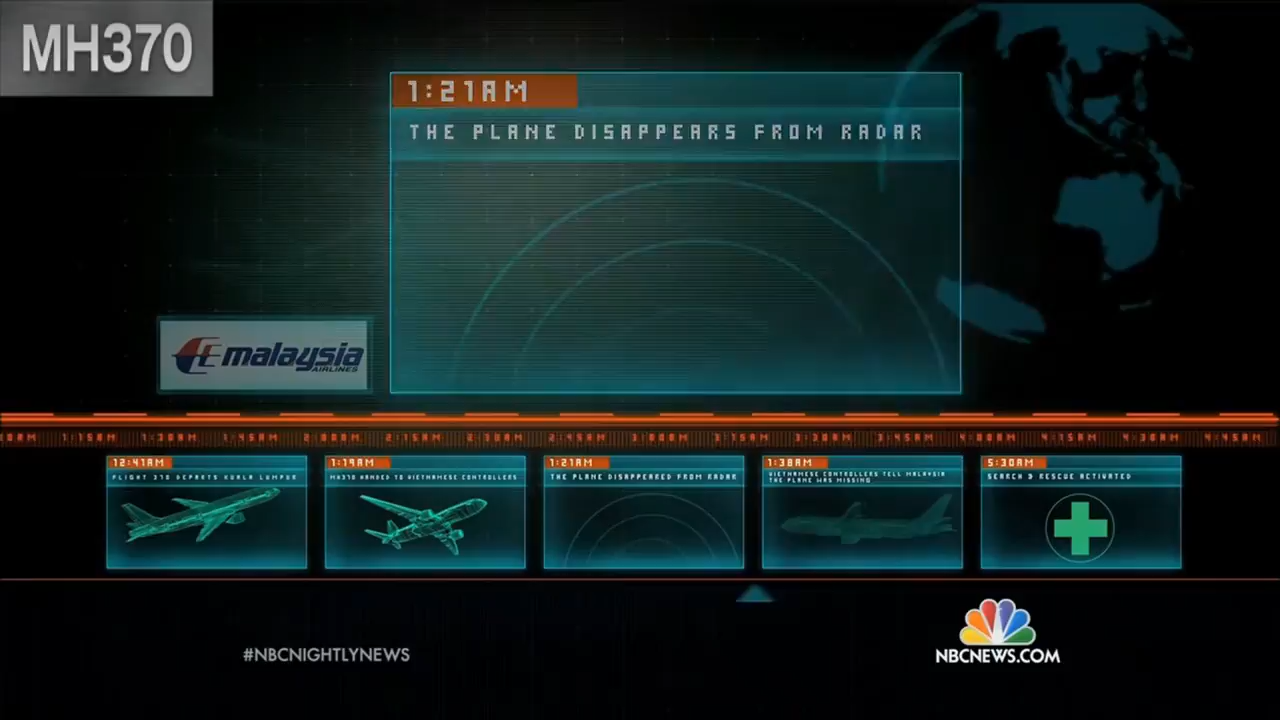 MH370
1:21AM
THE PLANE DISAPPEARS FROM RADAR
malaysia
AIRLINES
1:15AM 1:30AM 1:45AM 2:00AM 2:15AM 2:30AM 2:45AM 3:00AM 3:15AM 3:30AM 3:45AM 4:00AM 4:15AM 4:30AM 4:45AM
12:41AM
FLIGHT 370 DEPARTS KUALA LUMPUR
1:19AM
MH370 HANDED TO VIETNAMESE CONTROLLERS
1:21AM
THE PLANE DISAPPEARED FROM RADAR
1:38AM
VIETNAMESE CONTROLLERS TELL MALAYSIA
THE PLANE WAS MISSING
5:30AM
SEARCH & RESCUE ACTIVATED
#NBCNIGHTLYNEWS
NBCNEWS.COM